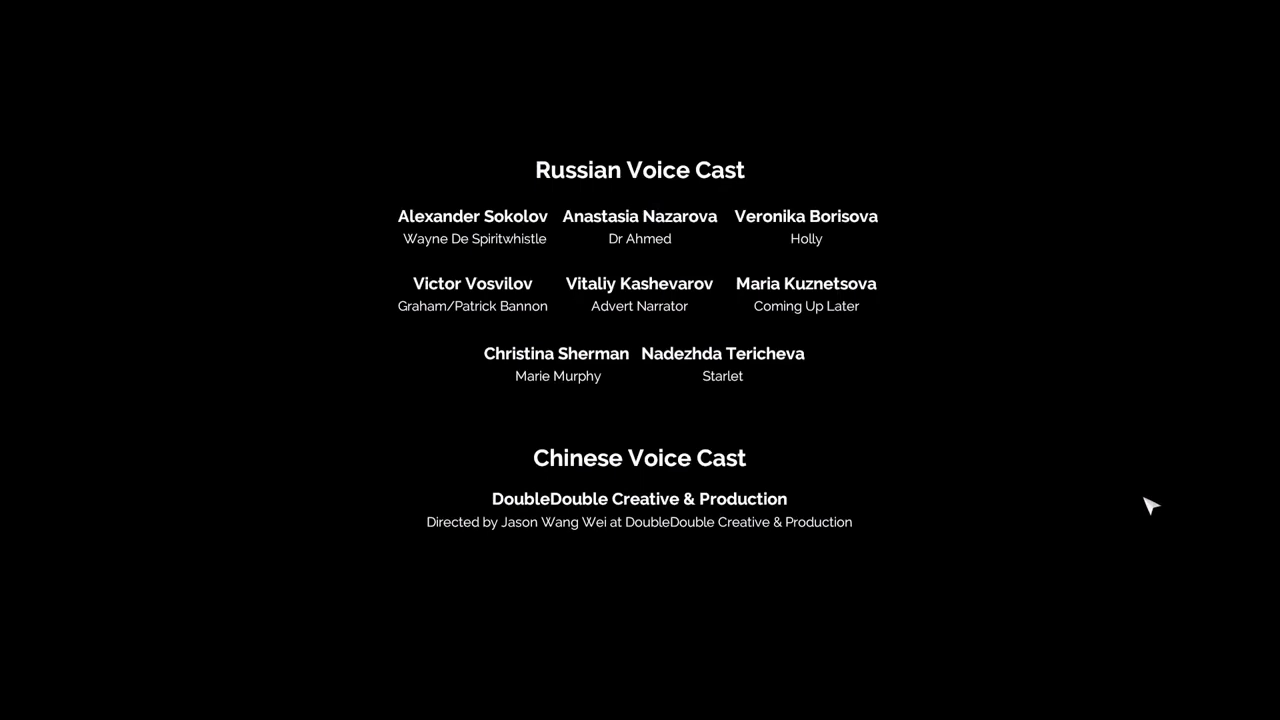 Russian Voice Cast
Alexander Sokolov Anastasia Nazarova Veronika Borisova
Wayne De Spiritwhistle Dr Ahmed Holly
Victor Vosvilov Vitaliy Kashevarov Maria Kuznetsova
Graham/Patrick Bannon Advert Narrator Coming Up Later
Christina Sherman Nadezhda Tericheva
Marie Murphy Starlet
Chinese Voice Cast
DoubleDouble Creative & Production
Directed by Jason Wang Wei at DoubleDouble Creative & Production